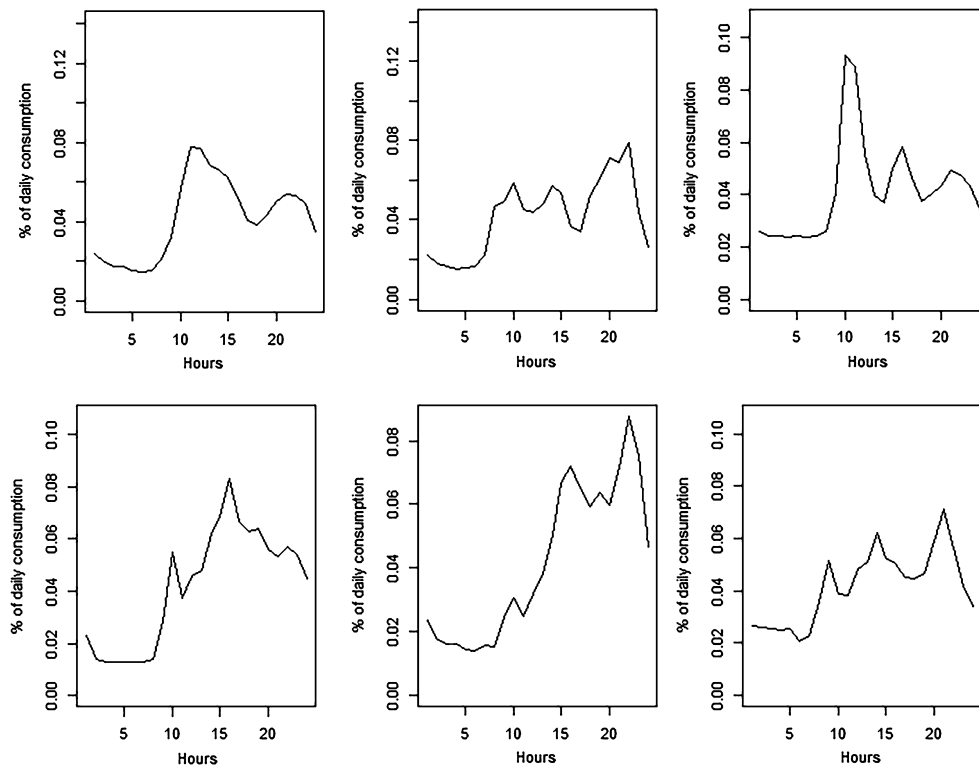 % of daily consumption
0.00 0.04 0.08 0.12
5 10 15 20
Hours
% of daily consumption
0.00 0.04 0.08 0.12
5 10 15 20
Hours
% of daily consumption
0.00 0.02 0.04 0.06 0.08 0.10
5 10 15 20
Hours
% of daily consumption
0.00 0.02 0.04 0.06 0.08 0.10
5 10 15 20
Hours
% of daily consumption
0.00 0.02 0.04 0.06 0.08
5 10 15 20
Hours
% of daily consumption
0.00 0.02 0.04 0.06 0.08 0.10
5 10 15 20
Hours